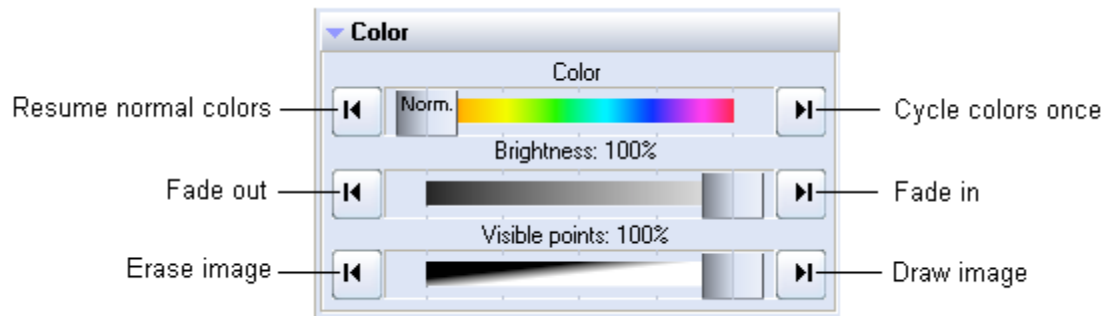 Color
Color
Resume normal colors
Norm.
Cycle colors once
Brightness: 100%
Fade out
Fade in
Visible points: 100%
Erase image
Draw image